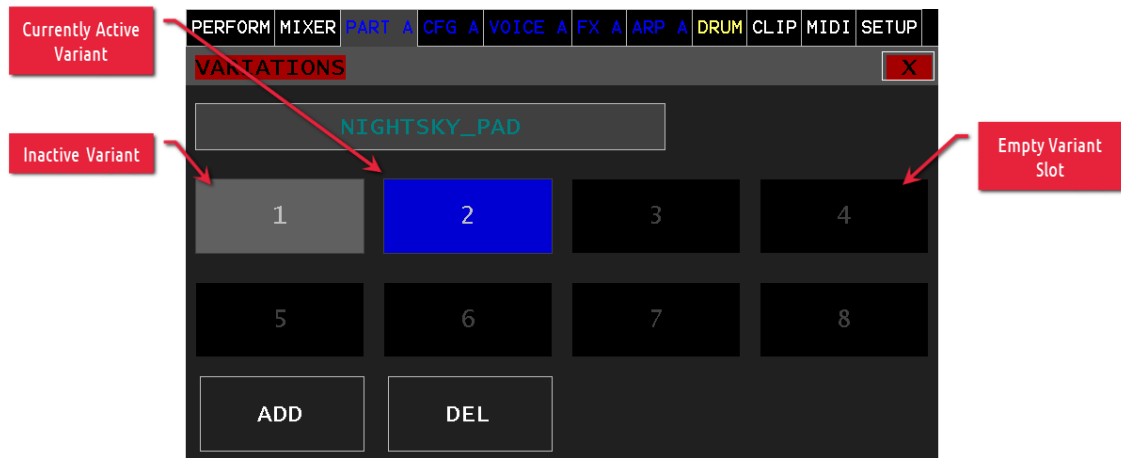 Currently Active
Variant
PERFORM MIXER PART A CFG A VOICE A FX A ARP A DRUM CLIP MIDI SETUP
VARIATIONS X
NIGHTSKY_PAD
Inactive Variant
Empty Variant
Slot
1 2 3 4
5 6 7 8
ADD DEL